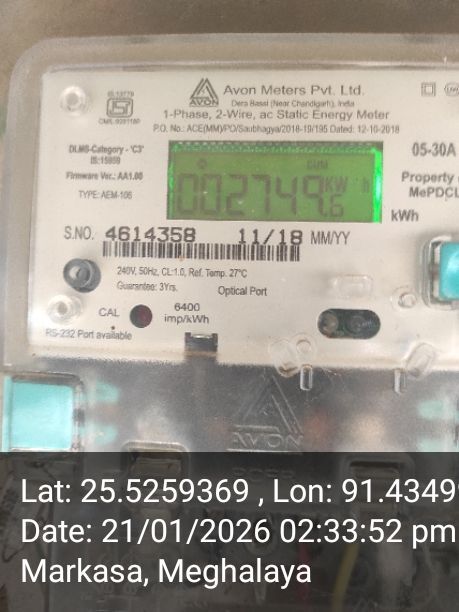 IS:13779
AVON
Avon Meters Pvt. Ltd.
Dera Bassi (Near Chandigarh), India
1-Phase, 2-Wire, ac Static Energy Meter
P.O. No.: ACE(MM)/PO/Saubhagya/2018-19/195 Dated: 12-10-2018
DLMS-Category - 'C3'
IS:15959
Firmware Ver.: AA1.00
TYPE: AEM-106
CUM
002749.6 KW h
05-30A
Property
MePDCL
kWh
S.NO. 4614358 11/18 MM/YY
240V, 50Hz, CL:1.0, Ref. Temp. 27°C
Guarantee: 3Yrs. Optical Port
CAL
6400
imp/kWh
RS-232 Port available
AVON
Lat: 25.5259369 , Lon: 91.4349
Date: 21/01/2026 02:33:52 pm
Markasa, Meghalaya